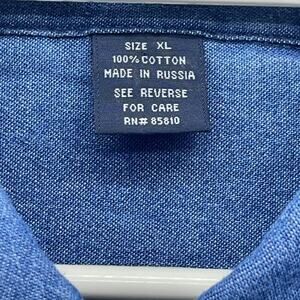 SIZE XL
100% COTTON
MADE IN RUSSIA
SEE REVERSE
FOR CARE
RN# 85810